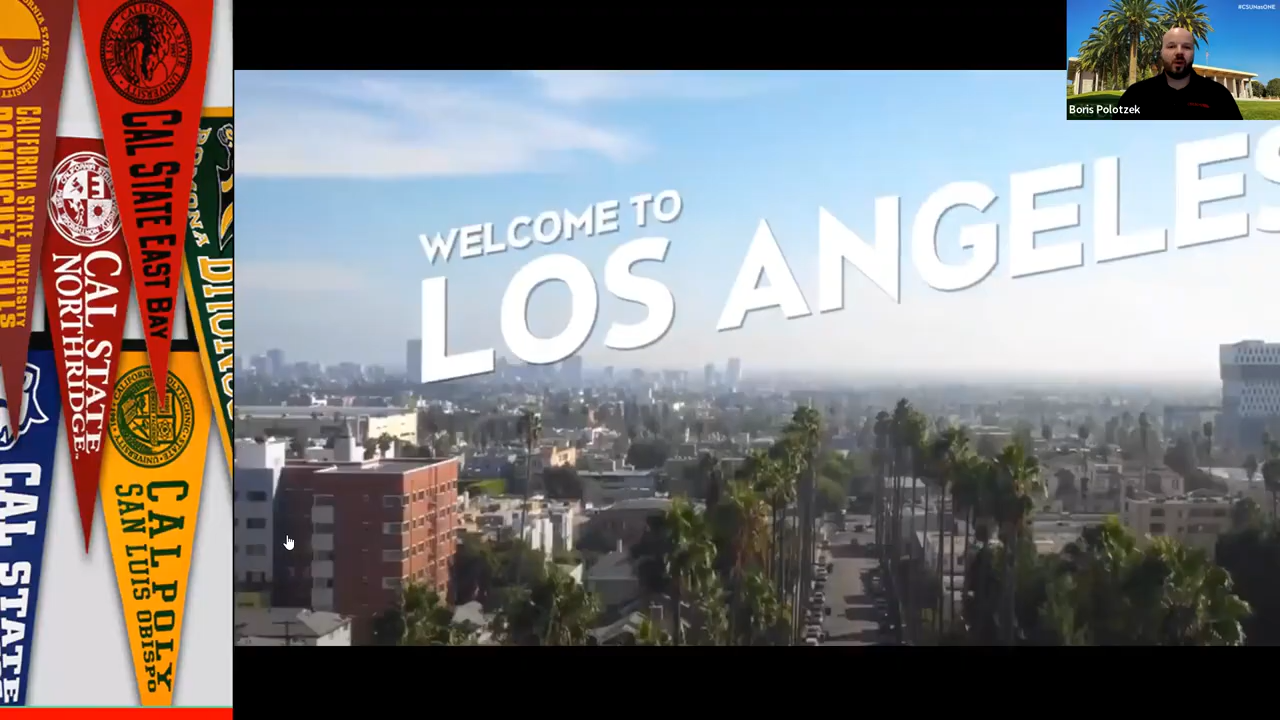 #CSUNasONE
Boris Polotzek
WELCOME TO
LOS ANGELES
CALIFORNIA STATE UNIVERSITY
DOMINGUEZ HILLS
CAL STATE
NORTHRIDGE
CAL STATE EAST BAY
POMONA
CAL STATE
CAL POLY
SAN LUIS OBISPO